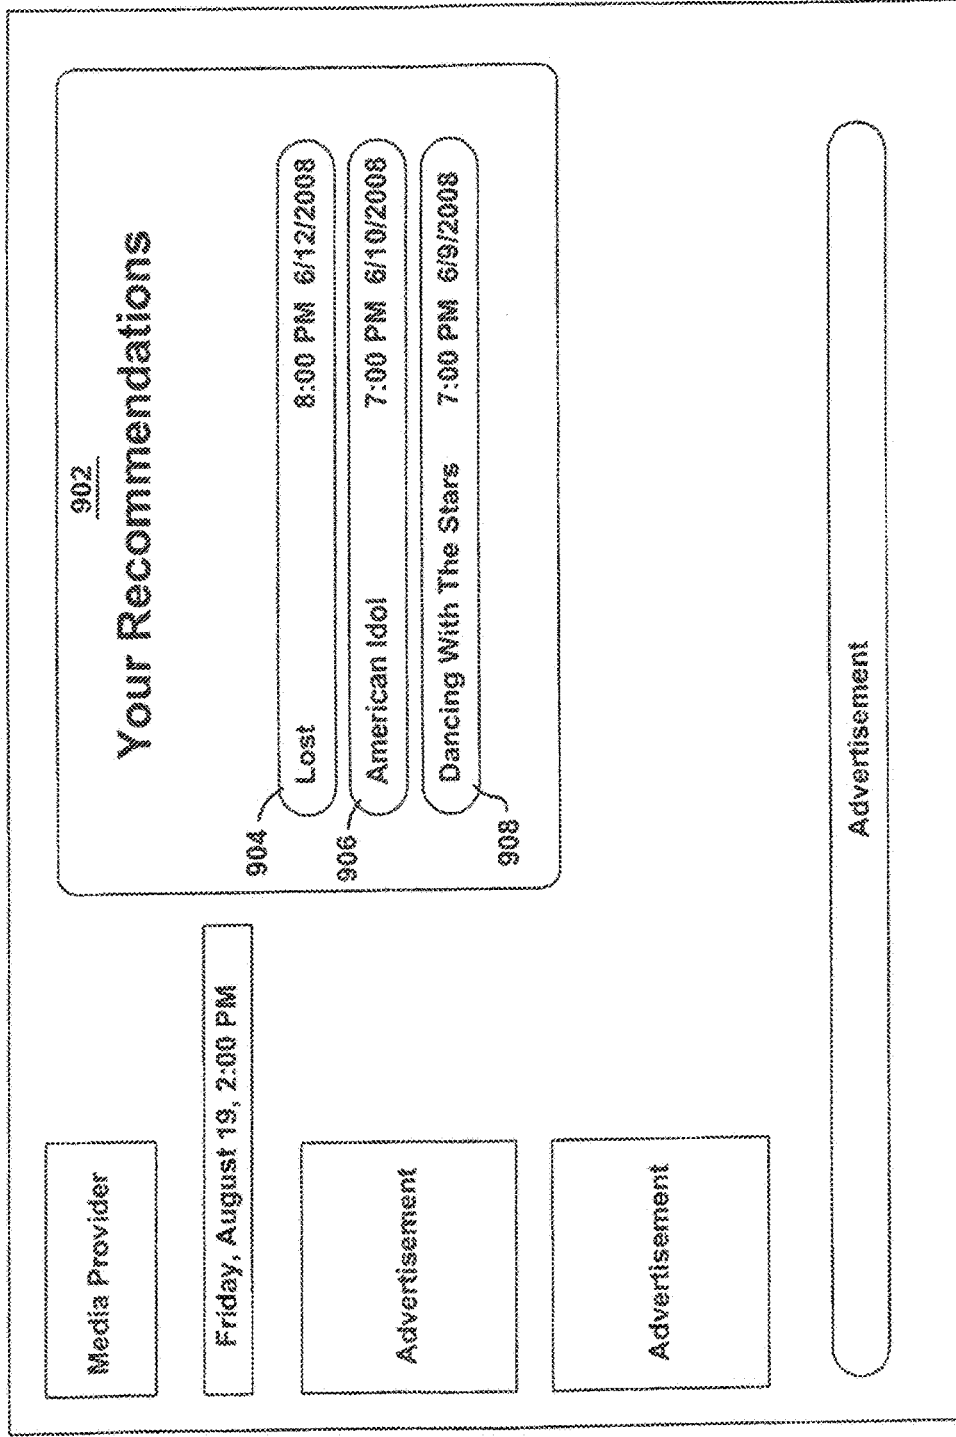 Media Provider
Friday, August 19, 2:00 PM
Advertisement
Advertisement
902
Your Recommendations
904
Lost 8:00 PM 6/12/2008
906
American Idol 7:00 PM 6/10/2008
908
Dancing With The Stars 7:00 PM 6/9/2008
Advertisement